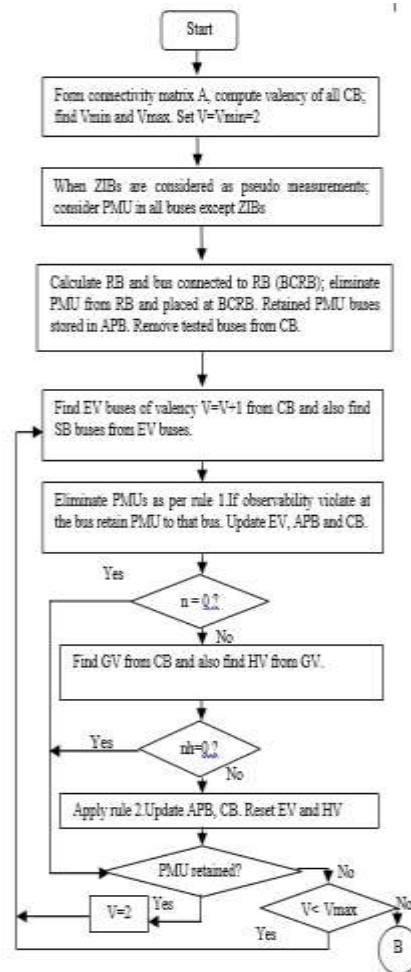 Start
Form connectivity matrix A, compute valency of all CB;
find Vmin and Vmax. Set V=Vmin=2
When ZIBs are considered as pseudo measurements;
consider PMU in all buses except ZIBs
Calculate RB and bus connected to RB (BCRB); eliminate
PMU from RB and placed at BCRB. Retained PMU buses
stored in APB. Remove tested buses from CB.
Find EV buses of valency V=V+1 from CB and also find
SB buses from EV buses.
Eliminate PMUs as per rule 1.If observability violate at
the bus retain PMU to that bus. Update EV, APB and CB.
Yes
n = 0 ?
No
Find GV from CB and also find HV from GV.
Yes
nh=0 ?
No
Apply rule 2.Update APB, CB. Reset EV and HV
PMU retained?
No
V=2
Yes
V< Vmax
No
Yes
B